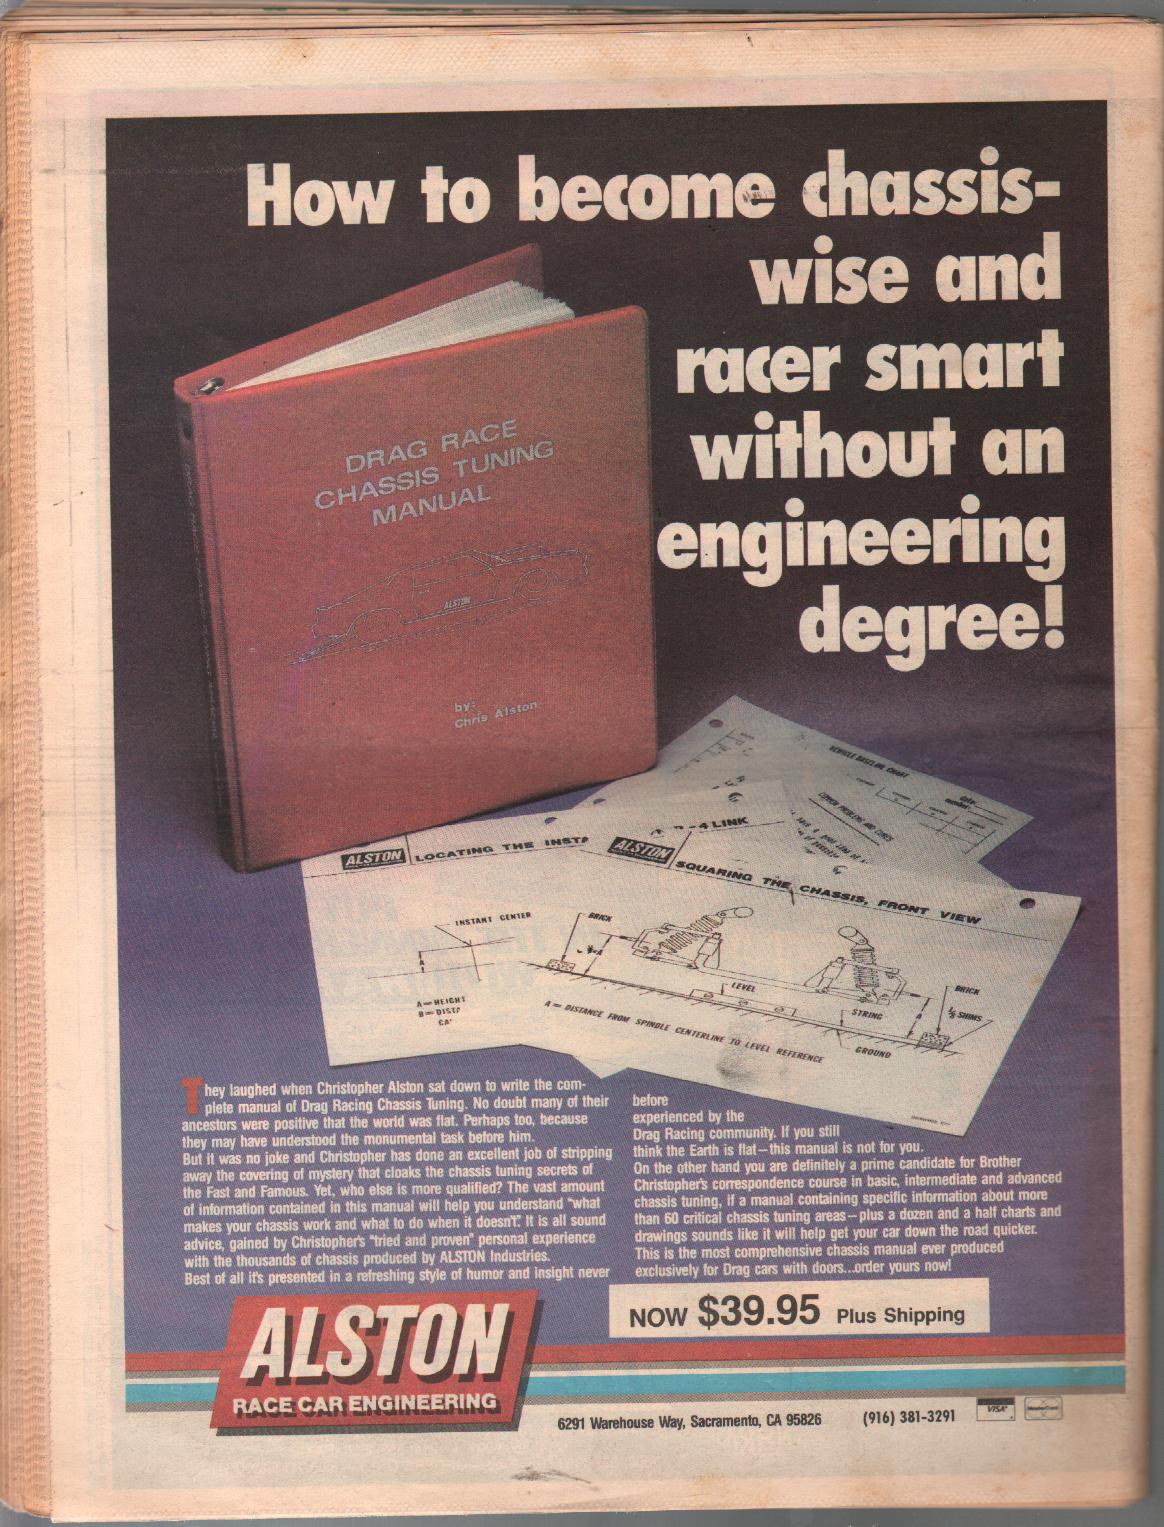 How to become chassis-
wise and
racer smart
without an
engineering
degree!
DRAG RACE
CHASSIS TUNING
MANUAL
ALSTON
by:
Chris Alston
VEHICLE BASELINE CHART
COMMON PROBLEMS AND CURES
4 LINK
ALSTON
LOCATING THE INST
INSTANT CENTER
A
A — HEIGHT
B — DISTA
ALSTON
SQUARING THE CHASSIS, FRONT VIEW
BRICK
A
LEVEL
STRING
A
BRICK
1/8 SHIMS
GROUND
A = DISTANCE FROM SPINDLE CENTERLINE TO LEVEL REFERENCE
They laughed when Christopher Alston sat down to write the com-
plete manual of Drag Racing Chassis Tuning. No doubt many of their
ancestors were positive that the world was flat. Perhaps too, because
they may have understood the monumental task before him.
But it was no joke and Christopher has done an excellent job of stripping
away the covering of mystery that cloaks the chassis tuning secrets of
the Fast and Famous. Yet, who else is more qualified? The vast amount
of information contained in this manual will help you understand "what
makes your chassis work and what to do when it doesn't." It is all sound
advice, gained by Christopher's "tried and proven" personal experience
with the thousands of chassis produced by ALSTON Industries.
Best of all it's presented in a refreshing style of humor and insight never
before
experienced by the
Drag Racing community. If you still
think the Earth is flat—this manual is not for you.
On the other hand you are definitely a prime candidate for Brother
Christopher's correspondence course in basic, intermediate and advanced
chassis tuning, if a manual containing specific information about more
than 60 critical chassis tuning areas—plus a dozen and a half charts and
drawings sounds like it will help get your car down the road quicker.
This is the most comprehensive chassis manual ever produced
exclusively for Drag cars with doors...order yours now!
NOW $39.95 Plus Shipping
ALSTON
RACE CAR ENGINEERING
6291 Warehouse Way, Sacramento, CA 95826 (916) 381-3291
VISA
MasterCard